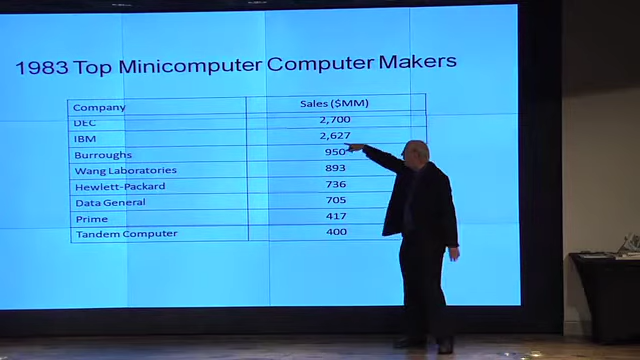 1983 Top Minicomputer Computer Makers
Company Sales ($MM)
DEC 2,700
IBM 2,627
Burroughs 950
Wang Laboratories 893
Hewlett-Packard 736
Data General 705
Prime 417
Tandem Computer 400